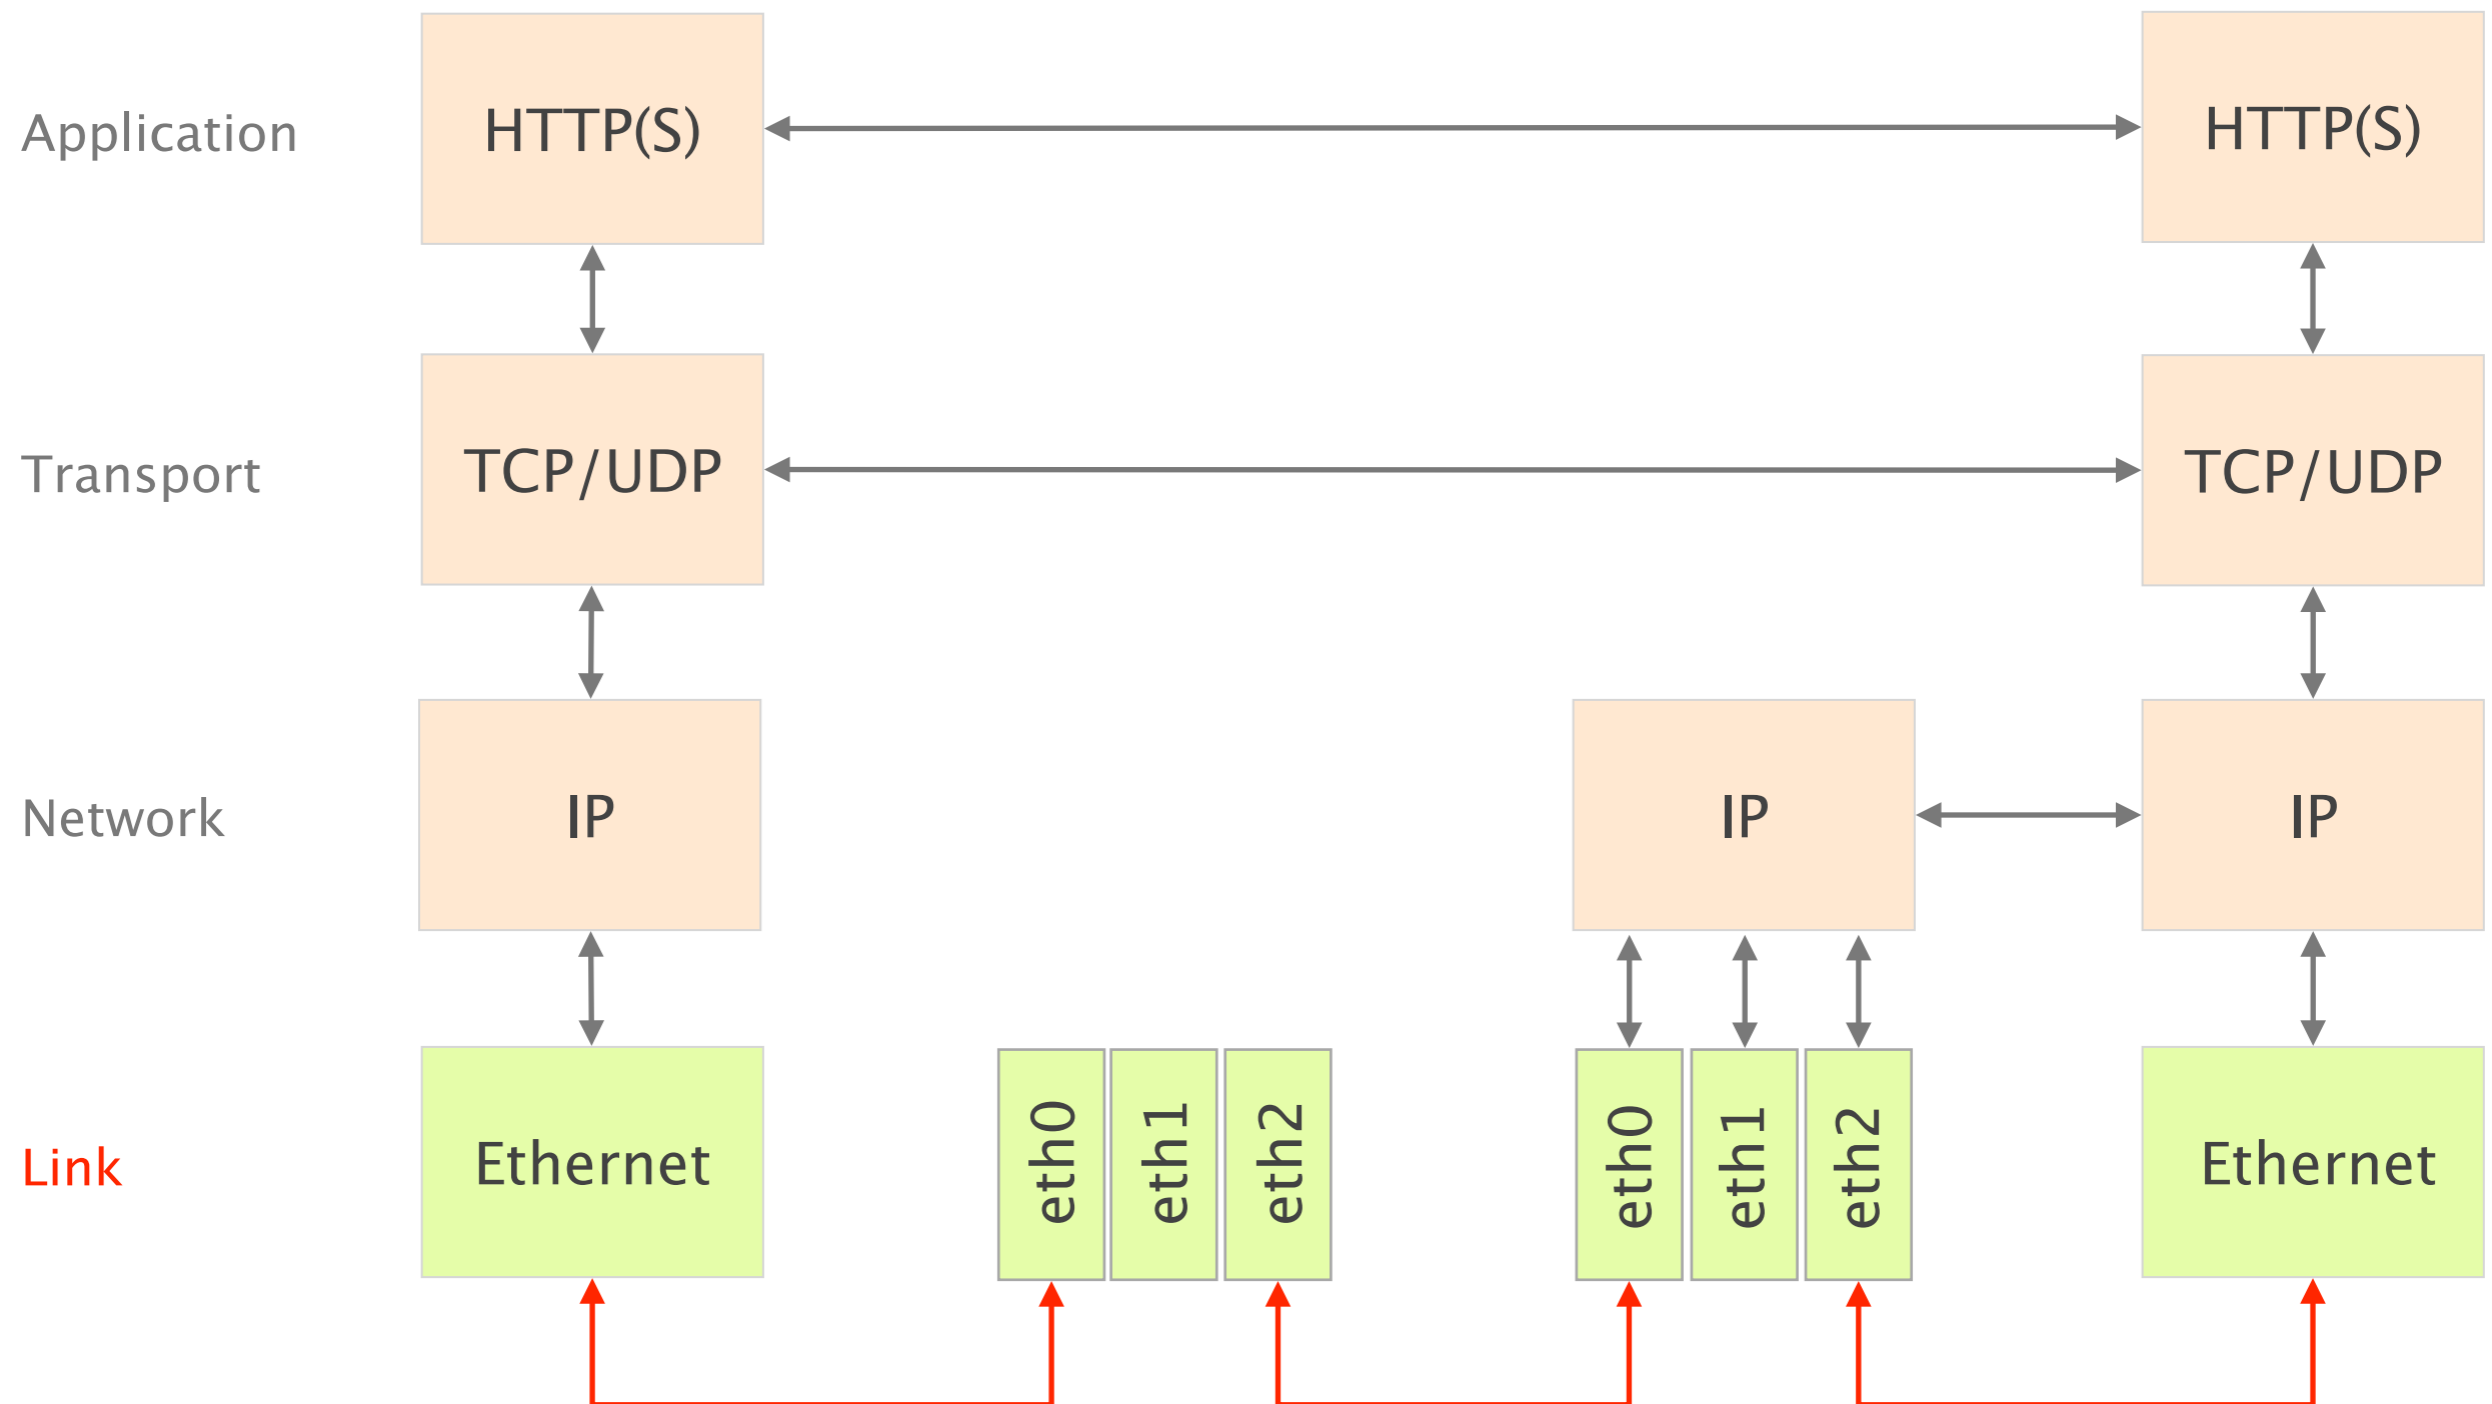 Application
HTTP(S)
HTTP(S)
Transport
TCP/UDP
TCP/UDP
Network
IP
IP
IP
Link
Ethernet
eth0
eth1
eth2
eth0
eth1
eth2
Ethernet